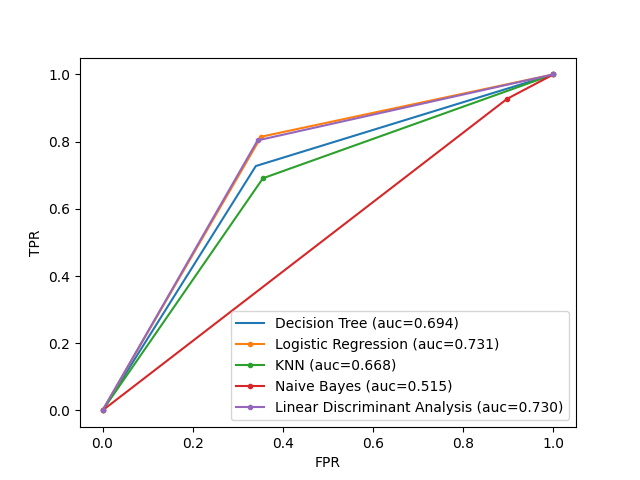 1.0
0.8
0.6
0.4
0.2
0.0
TPR
Decision Tree (auc=0.694)
Logistic Regression (auc=0.731)
KNN (auc=0.668)
Naive Bayes (auc=0.515)
Linear Discriminant Analysis (auc=0.730)
0.0 0.2 0.4 0.6 0.8 1.0
FPR